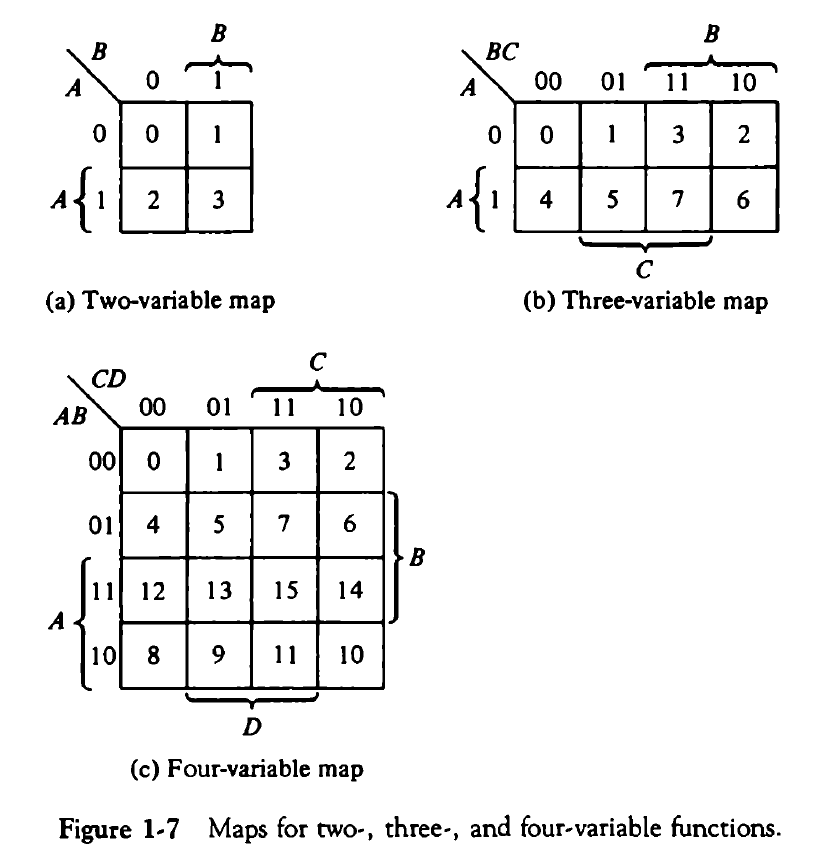 B
B
A
0 1
0 0 1
A 1 2 3
(a) Two-variable map
B
BC
A
00 01 11 10
0 0 1 3 2
A 1 4 5 7 6
C
(b) Three-variable map
C
CD
AB
00 01 11 10
00 0 1 3 2
01 4 5 7 6
B
11 12 13 15 14
A
10 8 9 11 10
D
(c) Four-variable map
Figure 1-7 Maps for two-, three-, and four-variable functions.